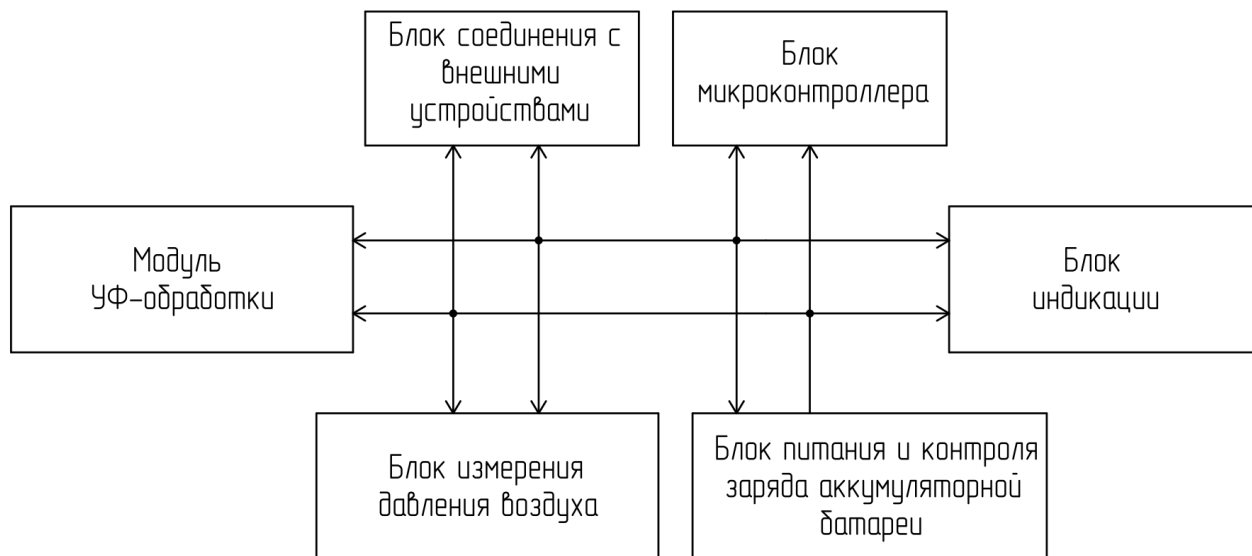 Блок соединения с
внешними
устройствами
Блок
микроконтроллера
Модуль
УФ-обработки
Блок
индикации
Блок измерения
давления воздуха
Блок питания и контроля
заряда аккумуляторной
батареи